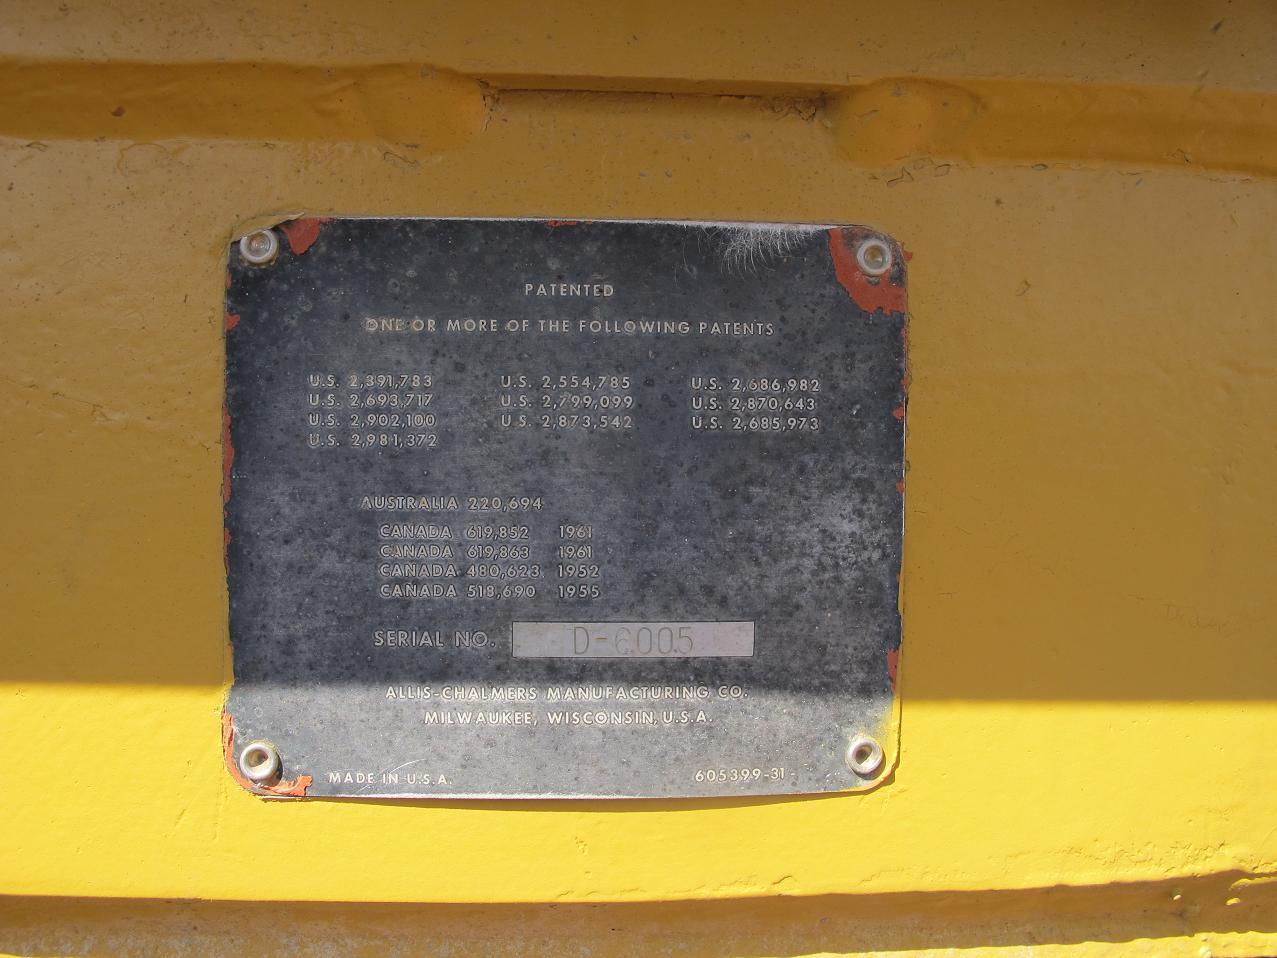 PATENTED
ONE OR MORE OF THE FOLLOWING PATENTS
U.S. 2,391,783 U.S. 2,554,785 U.S. 2,686,982
U.S. 2,693,717 U.S. 2,799,099 U.S. 2,870,643
U.S. 2,902,100 U.S. 2,873,542 U.S. 2,685,973
U.S. 2,981,372
AUSTRALIA 220,694
CANADA 619,852 1961
CANADA 619,863 1961
CANADA 480,623 1952
CANADA 518,690 1955
SERIAL NO. D-6005
ALLIS-CHALMERS MANUFACTURING CO.
MILWAUKEE, WISCONSIN, U.S.A.
MADE IN U.S.A. 605399-31